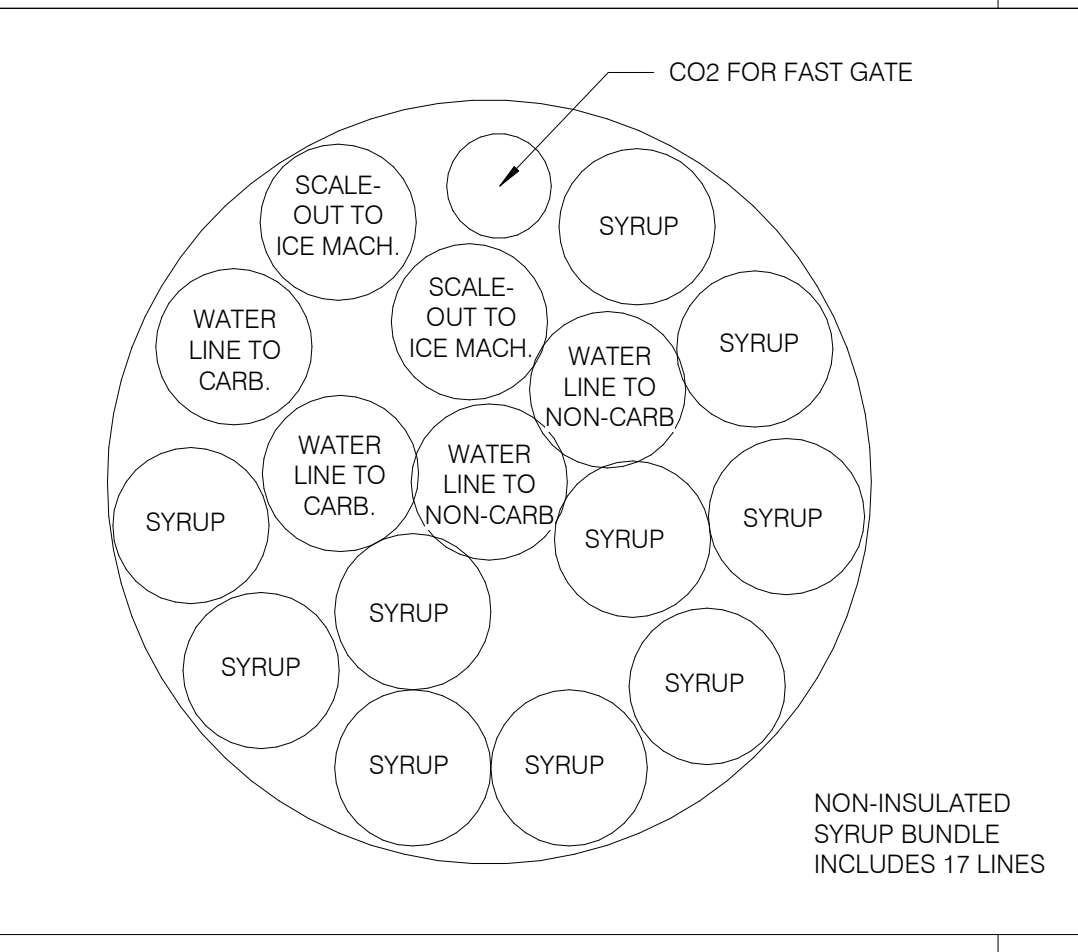 CO2 FOR FAST GATE
SCALE-
OUT TO
ICE MACH.
SYRUP
SCALE-
OUT TO
ICE MACH.
WATER
LINE TO
CARB.
SYRUP
WATER
LINE TO
NON-CARB
WATER
LINE TO
CARB.
WATER
LINE TO
NON-CARB
SYRUP
SYRUP
SYRUP
SYRUP
SYRUP
SYRUP
SYRUP
SYRUP
SYRUP
NON-INSULATED
SYRUP BUNDLE
INCLUDES 17 LINES